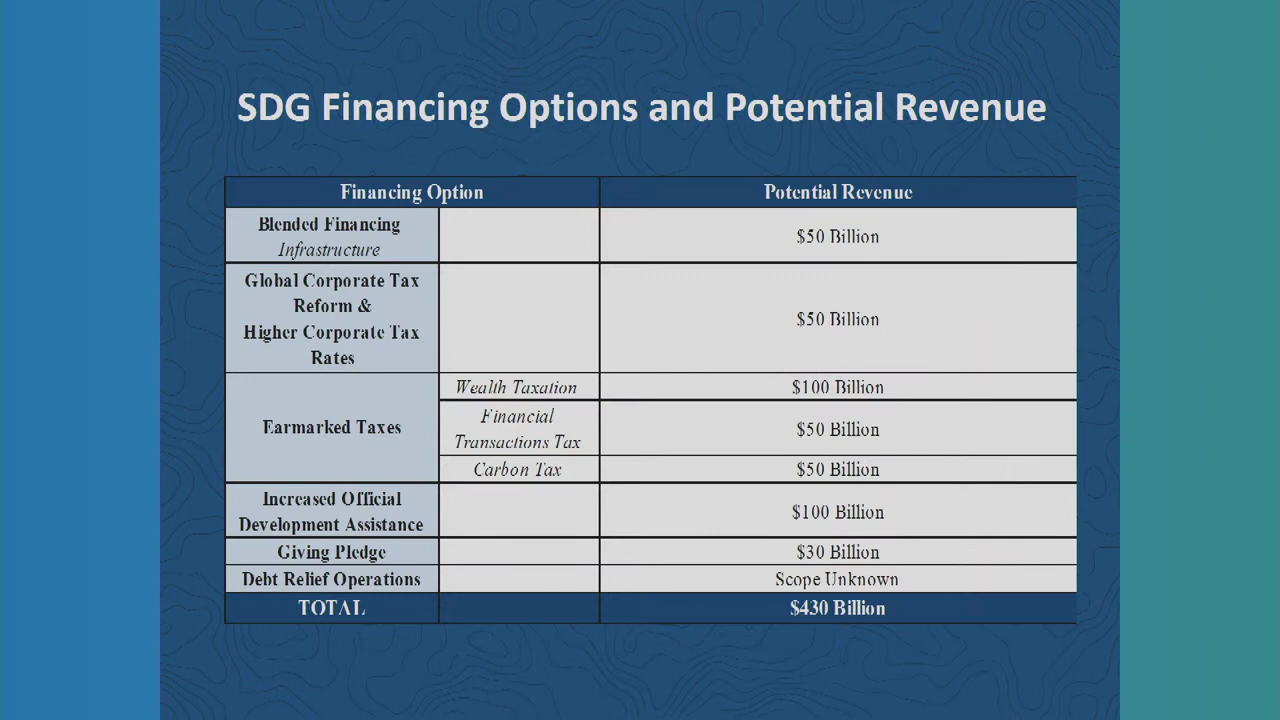 SDG Financing Options and Potential Revenue
Financing Option Potential Revenue
Blended Financing
Infrastructure
$50 Billion
Global Corporate Tax
Reform &
Higher Corporate Tax
Rates
$50 Billion
Earmarked Taxes
Wealth Taxation $100 Billion
Financial
Transactions Tax
$50 Billion
Carbon Tax $50 Billion
Increased Official
Development Assistance
$100 Billion
Giving Pledge $30 Billion
Debt Relief Operations Scope Unknown
TOTAL $430 Billion